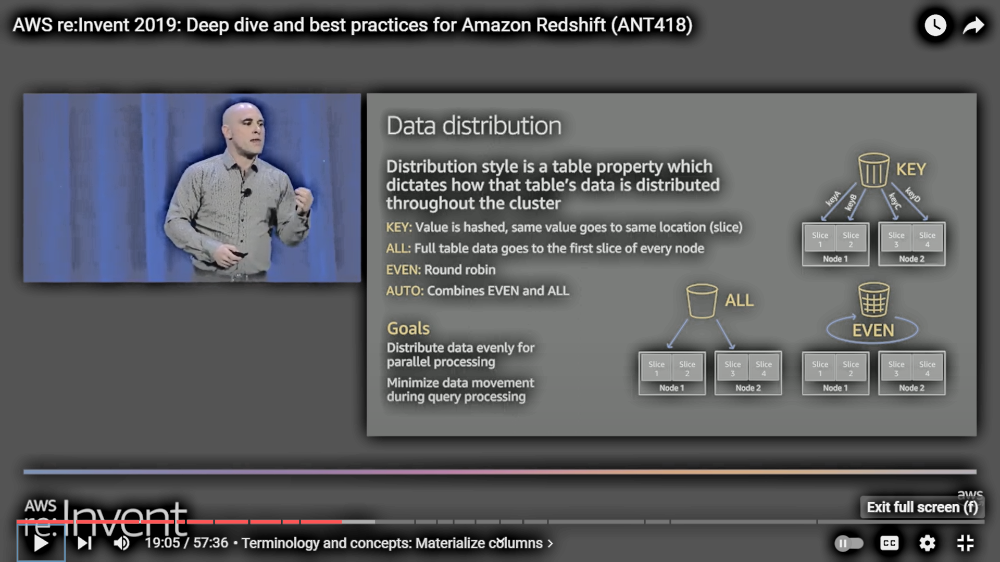 AWS re:Invent 2019: Deep dive and best practices for Amazon Redshift (ANT418)
Data distribution
Distribution style is a table property which
dictates how that table's data is distributed
throughout the cluster
KEY: Value is hashed, same value goes to same location (slice)
ALL: Full table data goes to the first slice of every node
EVEN: Round robin
AUTO: Combines EVEN and ALL
Goals
Distribute data evenly for
parallel processing
Minimize data movement
during query processing
KEY
keyA keyB keyC keyD
Slice 1 Slice 2 Slice 3 Slice 4
Node 1 Node 2
ALL
Slice 1 Slice 2 Slice 3 Slice 4
Node 1 Node 2
EVEN
Slice 1 Slice 2 Slice 3 Slice 4
Node 1 Node 2
AWS
re:Invent
aws
Exit full screen (f)
19:05 / 57:36 • Terminology and concepts: Materialize columns >
CC